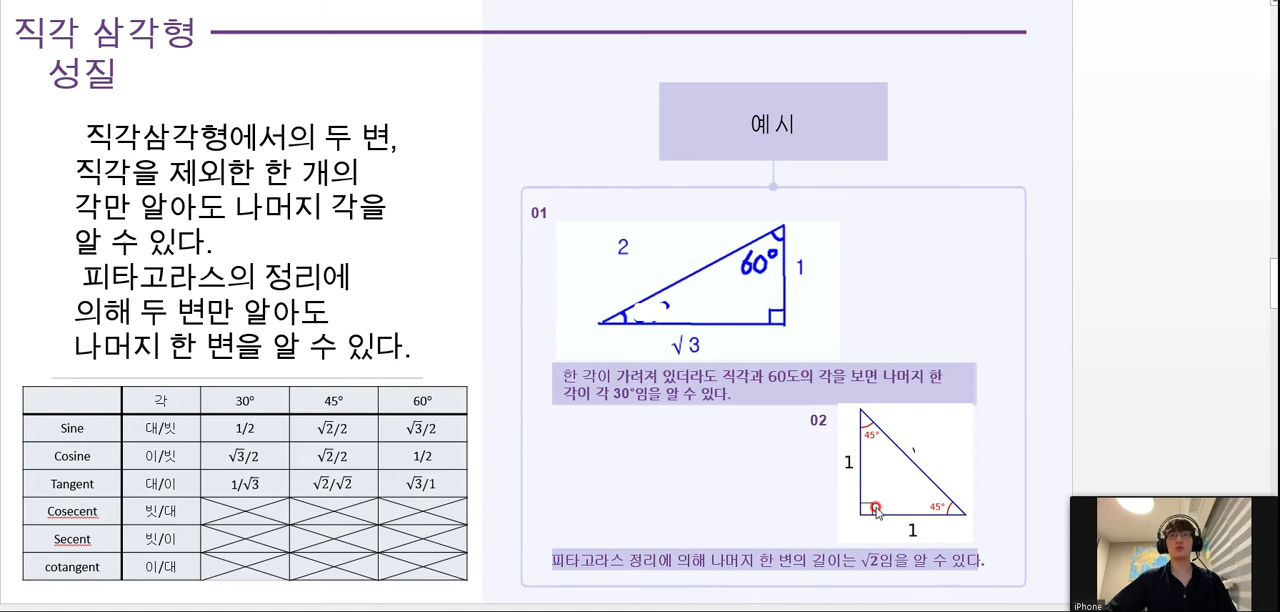 직각 삼각형
성질
직각삼각형에서의 두 변,
직각을 제외한 한 개의
각만 알아도 나머지 각을
알 수 있다.
피타고라스의 정리에
의해 두 변만 알아도
나머지 한 변을 알 수 있다.
각 30° 45° 60°
Sine 대/빗 1/2 √2/2 √3/2
Cosine 이/빗 √3/2 √2/2 1/2
Tangent 대/이 1/√3 √2/√2 √3/1
Cosecent 빗/대
Secent 빗/이
cotangent 이/대
예시
01
2
60°
1
√3
한 각이 가려져 있더라도 직각과 60도의 각을 보면 나머지 한
각이 각 30°임을 알 수 있다.
02
45°
1
45°
1
피타고라스 정리에 의해 나머지 한 변의 길이는 √2임을 알 수 있다.
iPhone